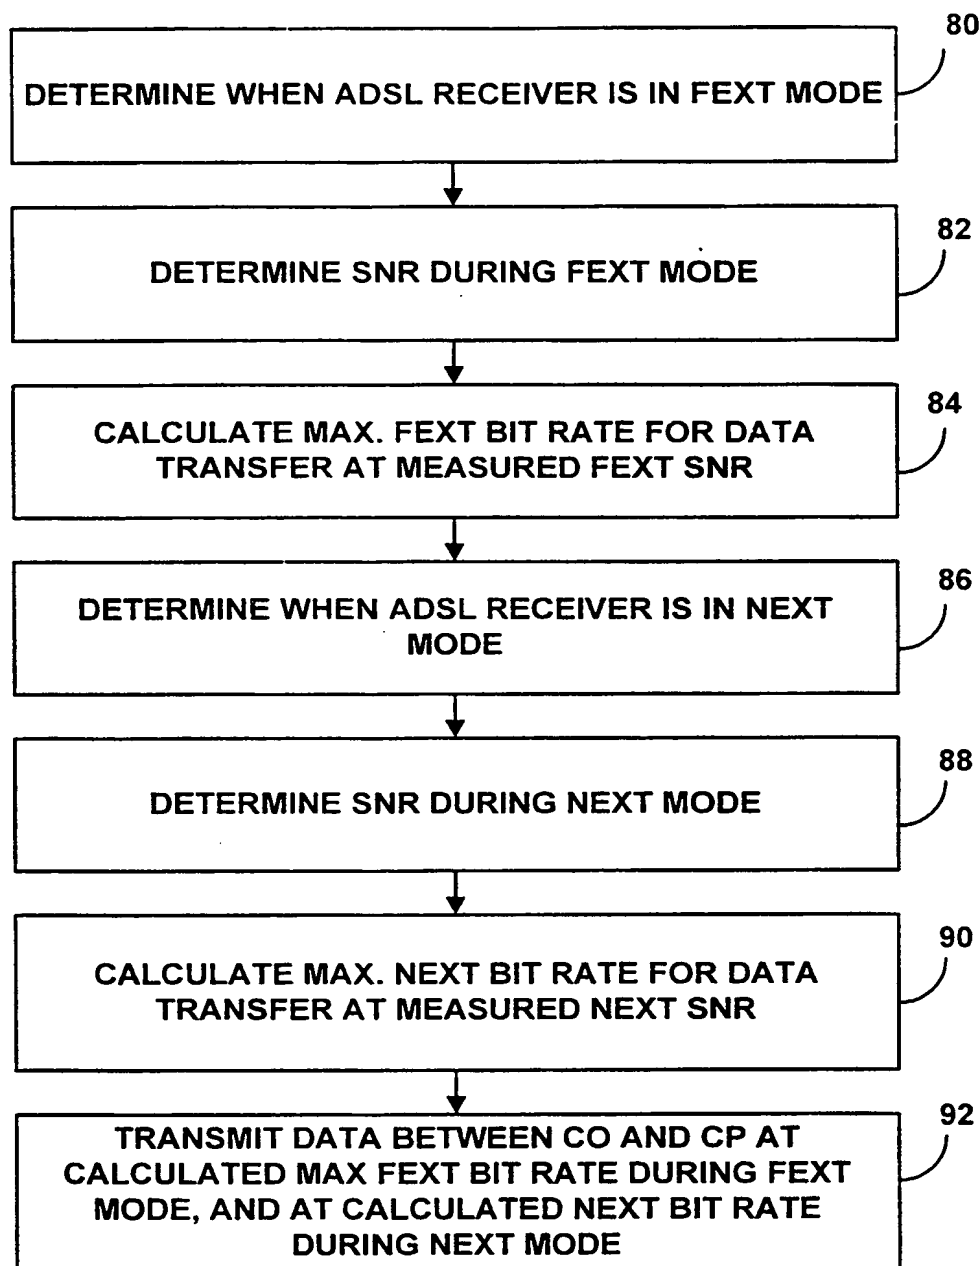 80
DETERMINE WHEN ADSL RECEIVER IS IN FEXT MODE
82
DETERMINE SNR DURING FEXT MODE
84
CALCULATE MAX. FEXT BIT RATE FOR DATA
TRANSFER AT MEASURED FEXT SNR
86
DETERMINE WHEN ADSL RECEIVER IS IN NEXT
MODE
88
DETERMINE SNR DURING NEXT MODE
90
CALCULATE MAX. NEXT BIT RATE FOR DATA
TRANSFER AT MEASURED NEXT SNR
92
TRANSMIT DATA BETWEEN CO AND CP AT
CALCULATED MAX FEXT BIT RATE DURING FEXT
MODE, AND AT CALCULATED NEXT BIT RATE
DURING NEXT MODE